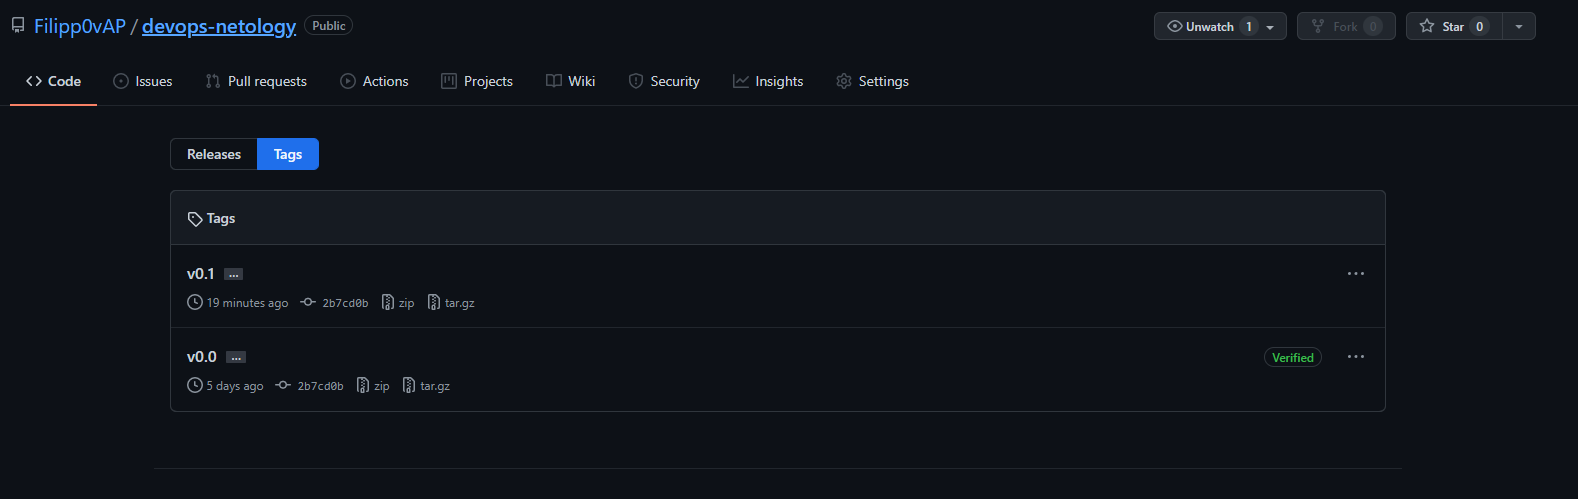 Filipp0vAP / devops-netology Public Unwatch 1 Fork 0 Star 0
Code Issues Pull requests Actions Projects Wiki Security Insights Settings
Releases Tags
Tags
v0.1 ...
19 minutes ago 2b7cd0b zip tar.gz
v0.0 ... Verified
5 days ago 2b7cd0b zip tar.gz